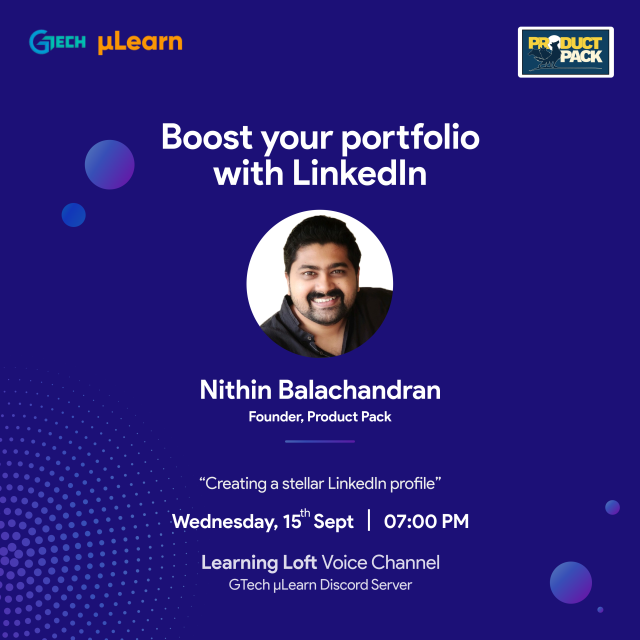 GTECH μLearn
PRODUCT
PACK
Boost your portfolio
with LinkedIn
Nithin Balachandran
Founder, Product Pack
“Creating a stellar LinkedIn profile”
Wednesday, 15th Sept | 07:00 PM
Learning Loft Voice Channel
GTech μLearn Discord Server